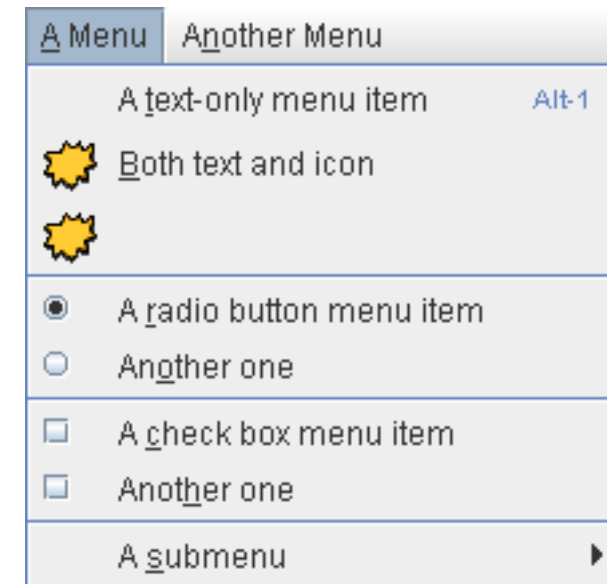 A Menu Another Menu
A text-only menu item Alt-1
Both text and icon
A radio button menu item
Another one
A check box menu item
Another one
A submenu